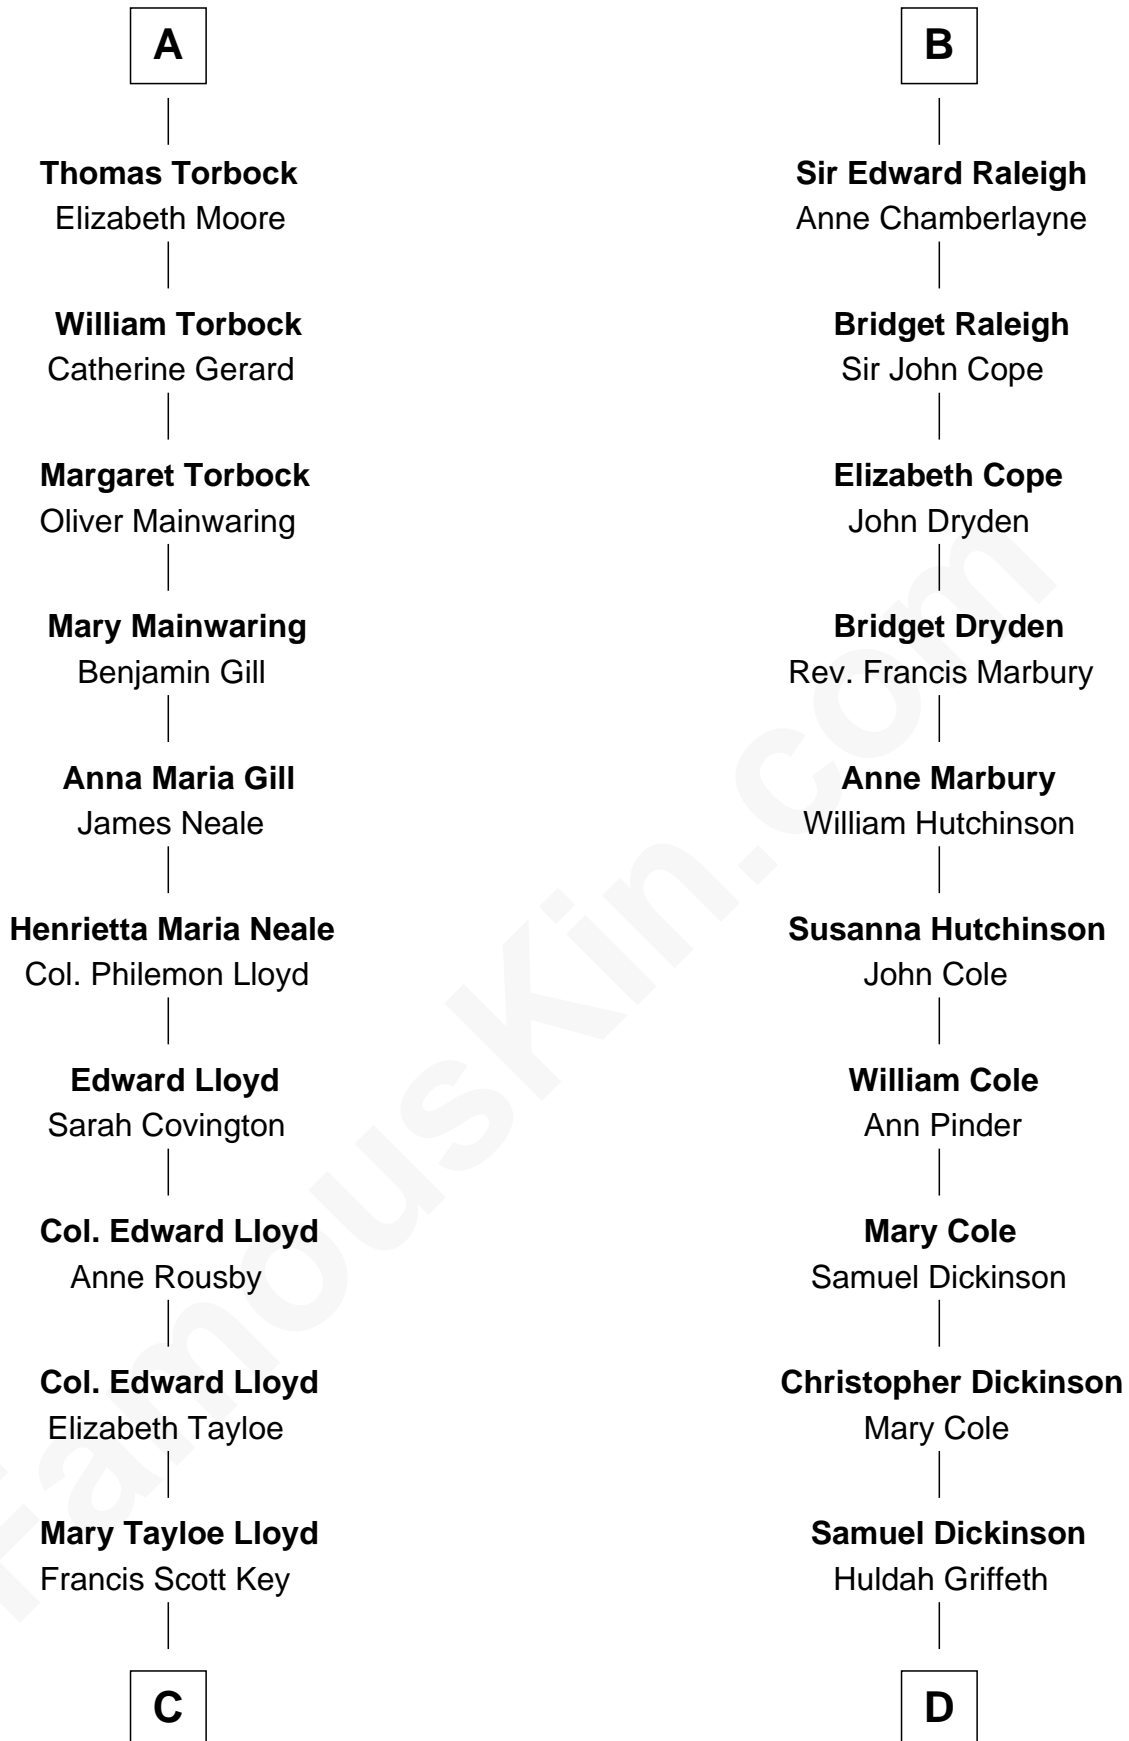 A
Thomas Torbock
Elizabeth Moore
William Torbock
Catherine Gerard
Margaret Torbock
Oliver Mainwaring
Mary Mainwaring
Benjamin Gill
Anna Maria Gill
James Neale
Henrietta Maria Neale
Col. Philemon Lloyd
Edward Lloyd
Sarah Covington
Col. Edward Lloyd
Anne Rousby
Col. Edward Lloyd
Elizabeth Tayloe
Mary Tayloe Lloyd
Francis Scott Key
C
B
Sir Edward Raleigh
Anne Chamberlayne
Bridget Raleigh
Sir John Cope
Elizabeth Cope
John Dryden
Bridget Dryden
Rev. Francis Marbury
Anne Marbury
William Hutchinson
Susanna Hutchinson
John Cole
William Cole
Ann Pinder
Mary Cole
Samuel Dickinson
Christopher Dickinson
Mary Cole
Samuel Dickinson
Huldah Griffeth
D
FamousKin.com